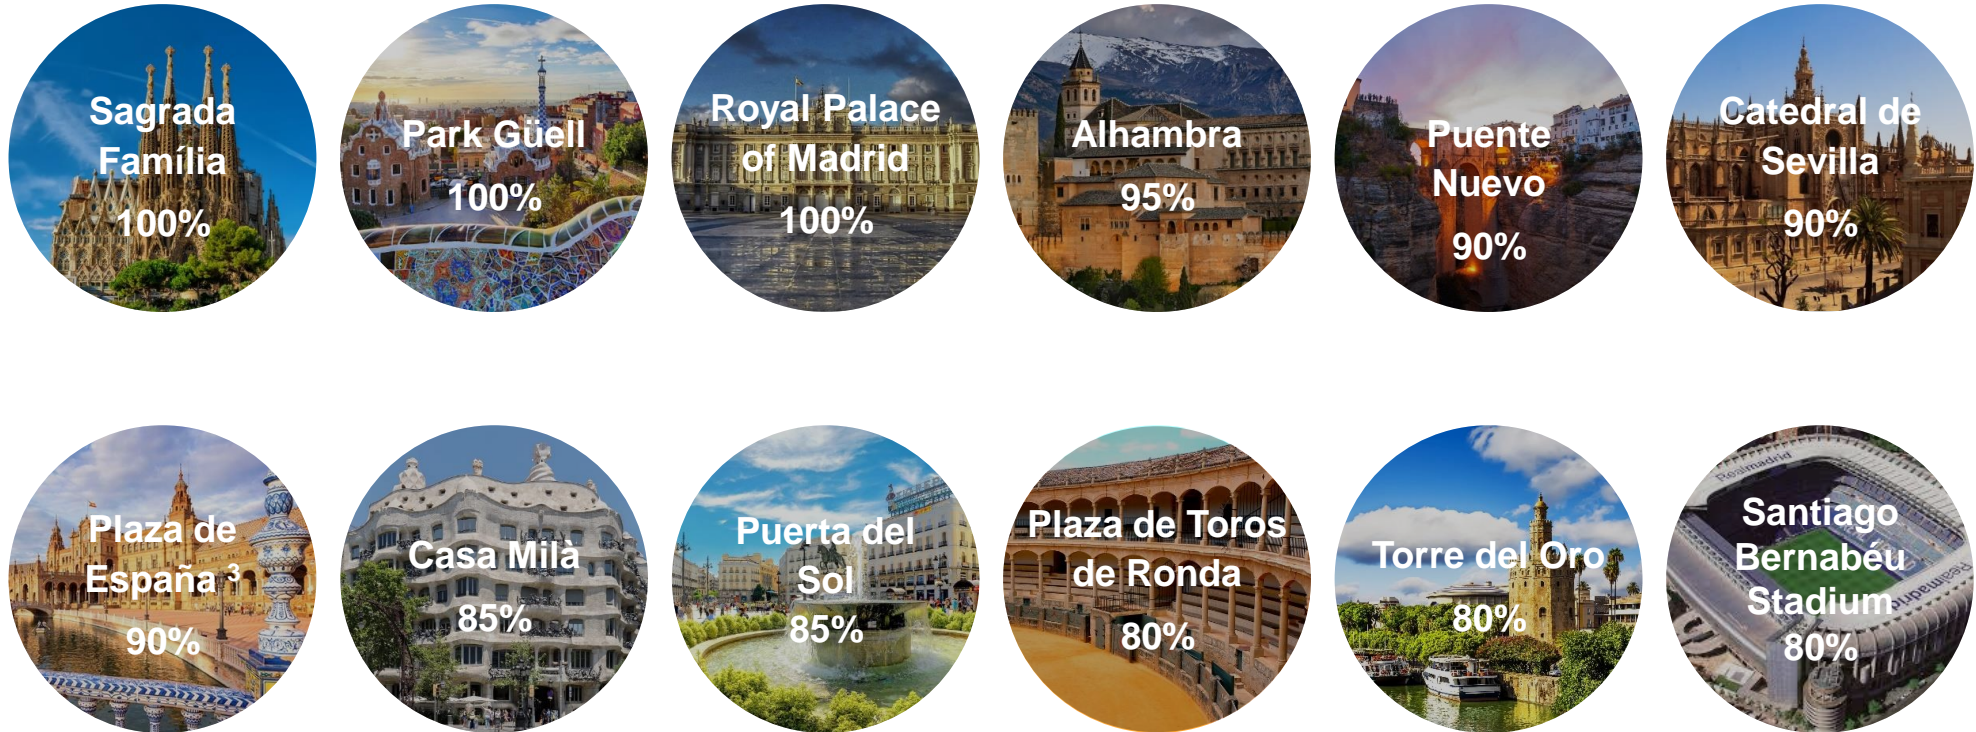 Sagrada
Família
100%
Park Güell
100%
Royal Palace
of Madrid
100%
Alhambra
95%
Puente
Nuevo
90%
Catedral de
Sevilla
90%
Plaza de
España ³
90%
Casa Milà
85%
Puerta del
Sol
85%
Plaza de Toros
de Ronda
80%
Torre del Oro
80%
Realmadrid
Santiago
Bernabéu
Stadium
80%
Realmadrid